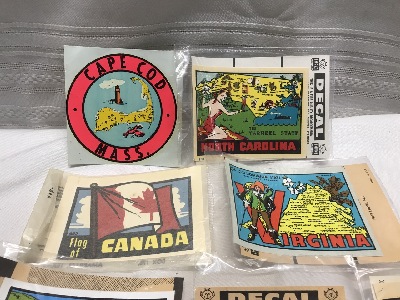 CAPE COD
MASS.
THE
TARHEEL STATE
NORTH CAROLINA
DECAL
Flag
of
CANADA
VIRGINIA
DECAL